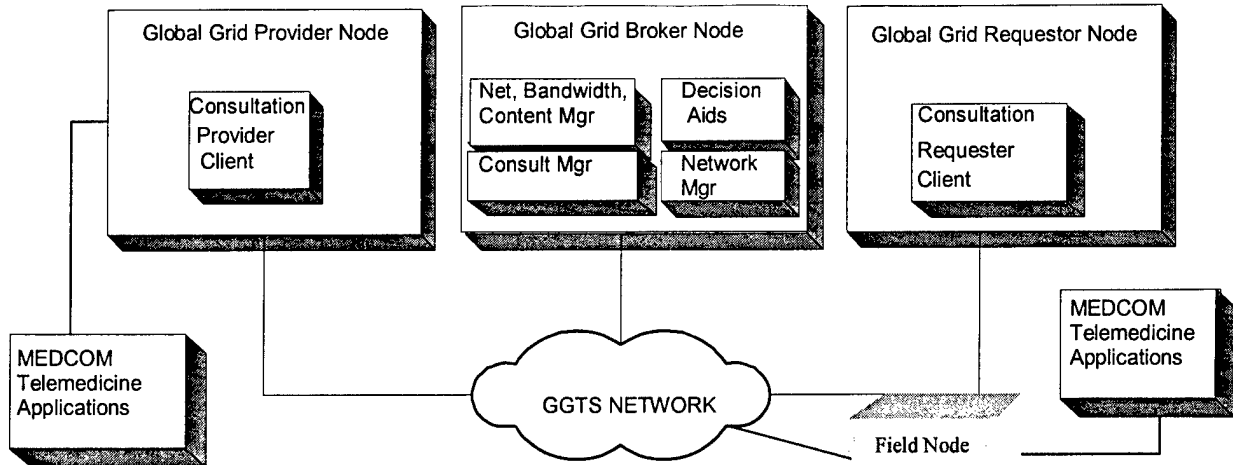 Global Grid Provider Node
Consultation
Provider
Client
Global Grid Broker Node
Net, Bandwidth,
Content Mgr
Decision
Aids
Consult Mgr
Network
Mgr
Global Grid Requestor Node
Consultation
Requester
Client
MEDCOM
Telemedicine
Applications
GGTS NETWORK
Field Node
MEDCOM
Telemedicine
Applications